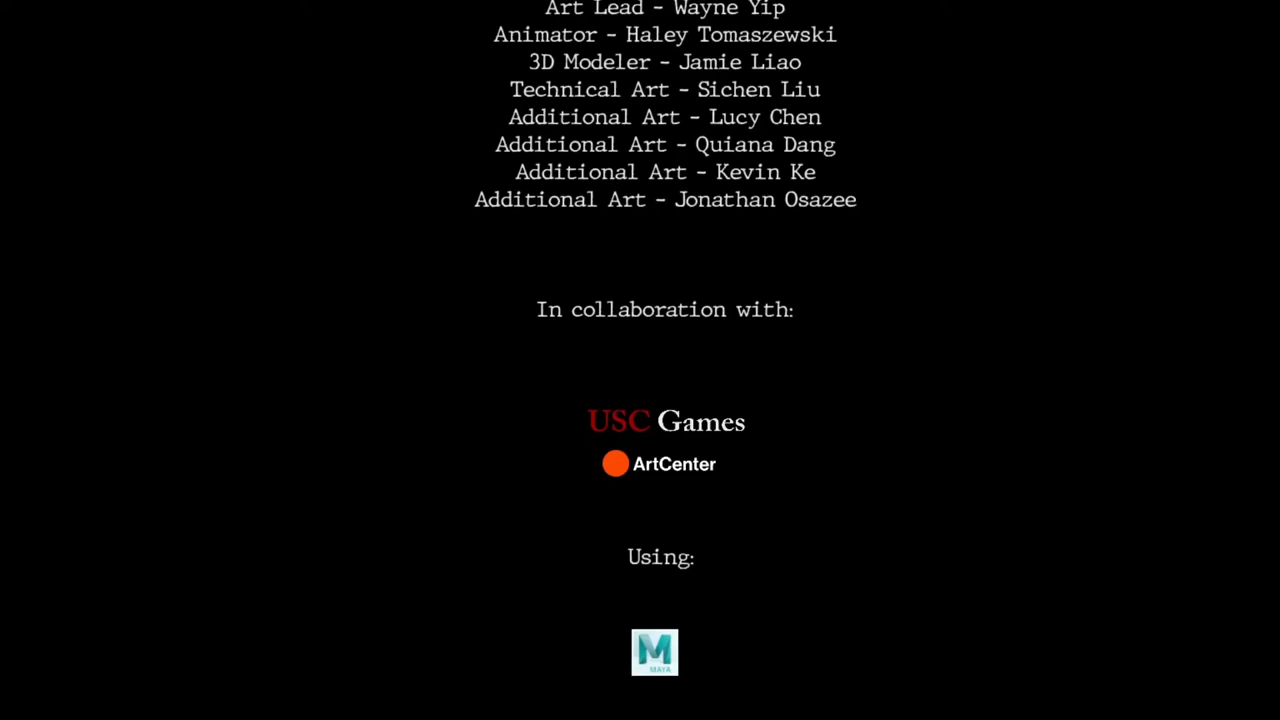 Art Lead - Wayne Yip
Animator - Haley Tomaszewski
3D Modeler - Jamie Liao
Technical Art - Sichen Liu
Additional Art - Lucy Chen
Additional Art - Quiana Dang
Additional Art - Kevin Ke
Additional Art - Jonathan Osazee
In collaboration with:
USC Games
ArtCenter
Using:
M
MAYA